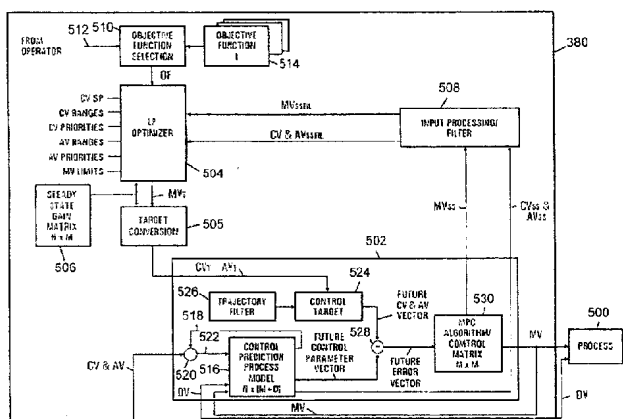 510
512
FROM
OPERATOR
OBJECTIVE
FUNCTION
SELECTION
OBJECTIVE
FUNCTION
1
514
380
OF
CV SP
CV RANGES
CV PRIORITIES
AV RANGES
AV PRIORITIES
MV LIMITS
LP
OPTIMIZER
504
MVSSFIL
CV & AVSSFIL
508
INPUT PROCESSING/
FILTER
STEADY
STATE
GAIN
MATRIX
N x M
506
MVT
TARGET
CONVERSION
505
MVSS
CVSS &
AVSS
502
CVT
AVT
524
526
TRAJECTORY
FILTER
CONTROL
TARGET
FUTURE
CV & AV
VECTOR
530
MPC
ALGORITHM/
CONTROL
MATRIX
M x M
MV
500
PROCESS
518
522
520
516
528
CONTROL
PREDICTION
PROCESS
MODEL
FUTURE
CONTROL
PARAMETER
VECTOR
FUTURE
ERROR
VECTOR
CV & AV
DV
MV
DV